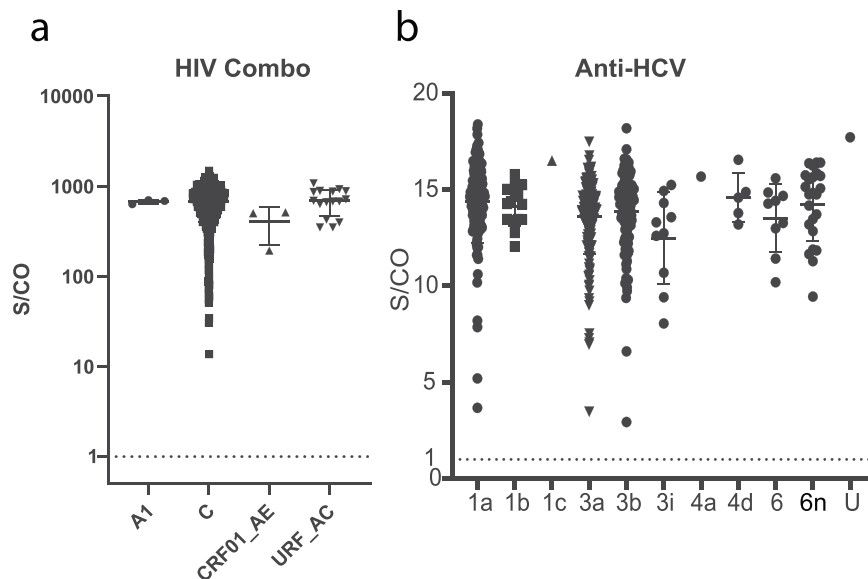 a
HIV Combo
10000
1000
100
10
1
S/CO
A1
C
CRF01_AE
URF_AC
b
Anti-HCV
20
15
10
5
1
0
S/CO
1a 1b 1c 3a 3b 3i 4a 4d 6 6n U